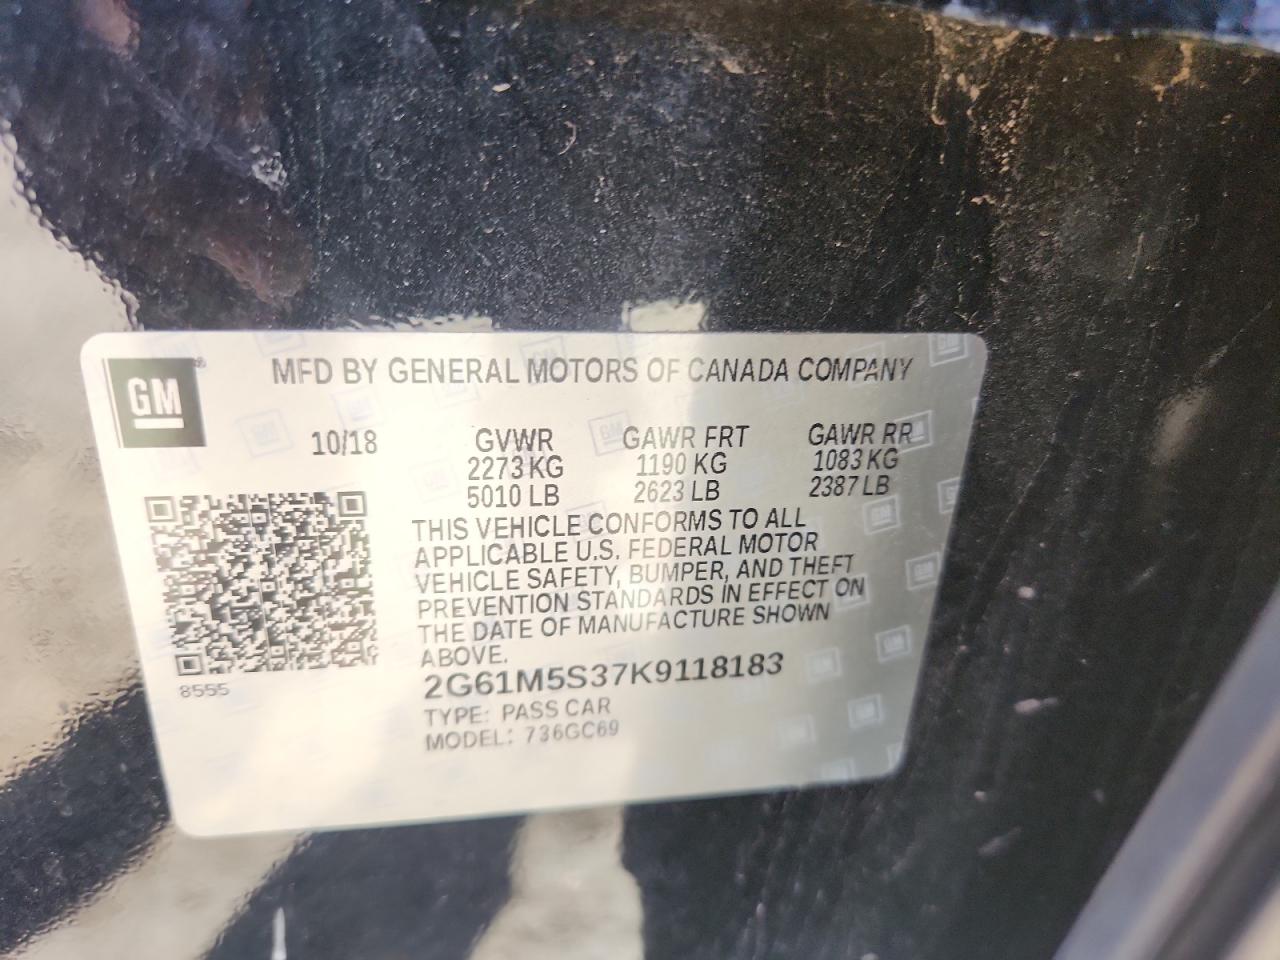 GM ®
MFD BY GENERAL MOTORS OF CANADA COMPANY
10/18 GVWR GAWR FRT GAWR RR
2273 KG 1190 KG 1083 KG
5010 LB 2623 LB 2387 LB
THIS VEHICLE CONFORMS TO ALL
APPLICABLE U.S. FEDERAL MOTOR
VEHICLE SAFETY, BUMPER, AND THEFT
PREVENTION STANDARDS IN EFFECT ON
THE DATE OF MANUFACTURE SHOWN
ABOVE.
8555
2G61M5S37K9118183
TYPE: PASS CAR
MODEL: 736GC69